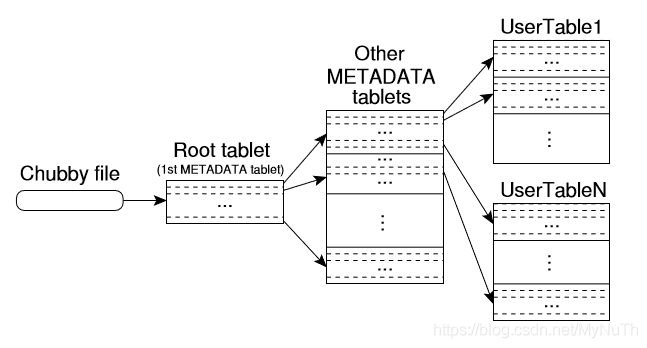 Chubby file
Root tablet
(1st METADATA tablet)
...
Other
METADATA
tablets
...
...
...
...
...
UserTable1
...
...
...
UserTableN
...
...
...
https://blog.csdn.net/MyNuTh